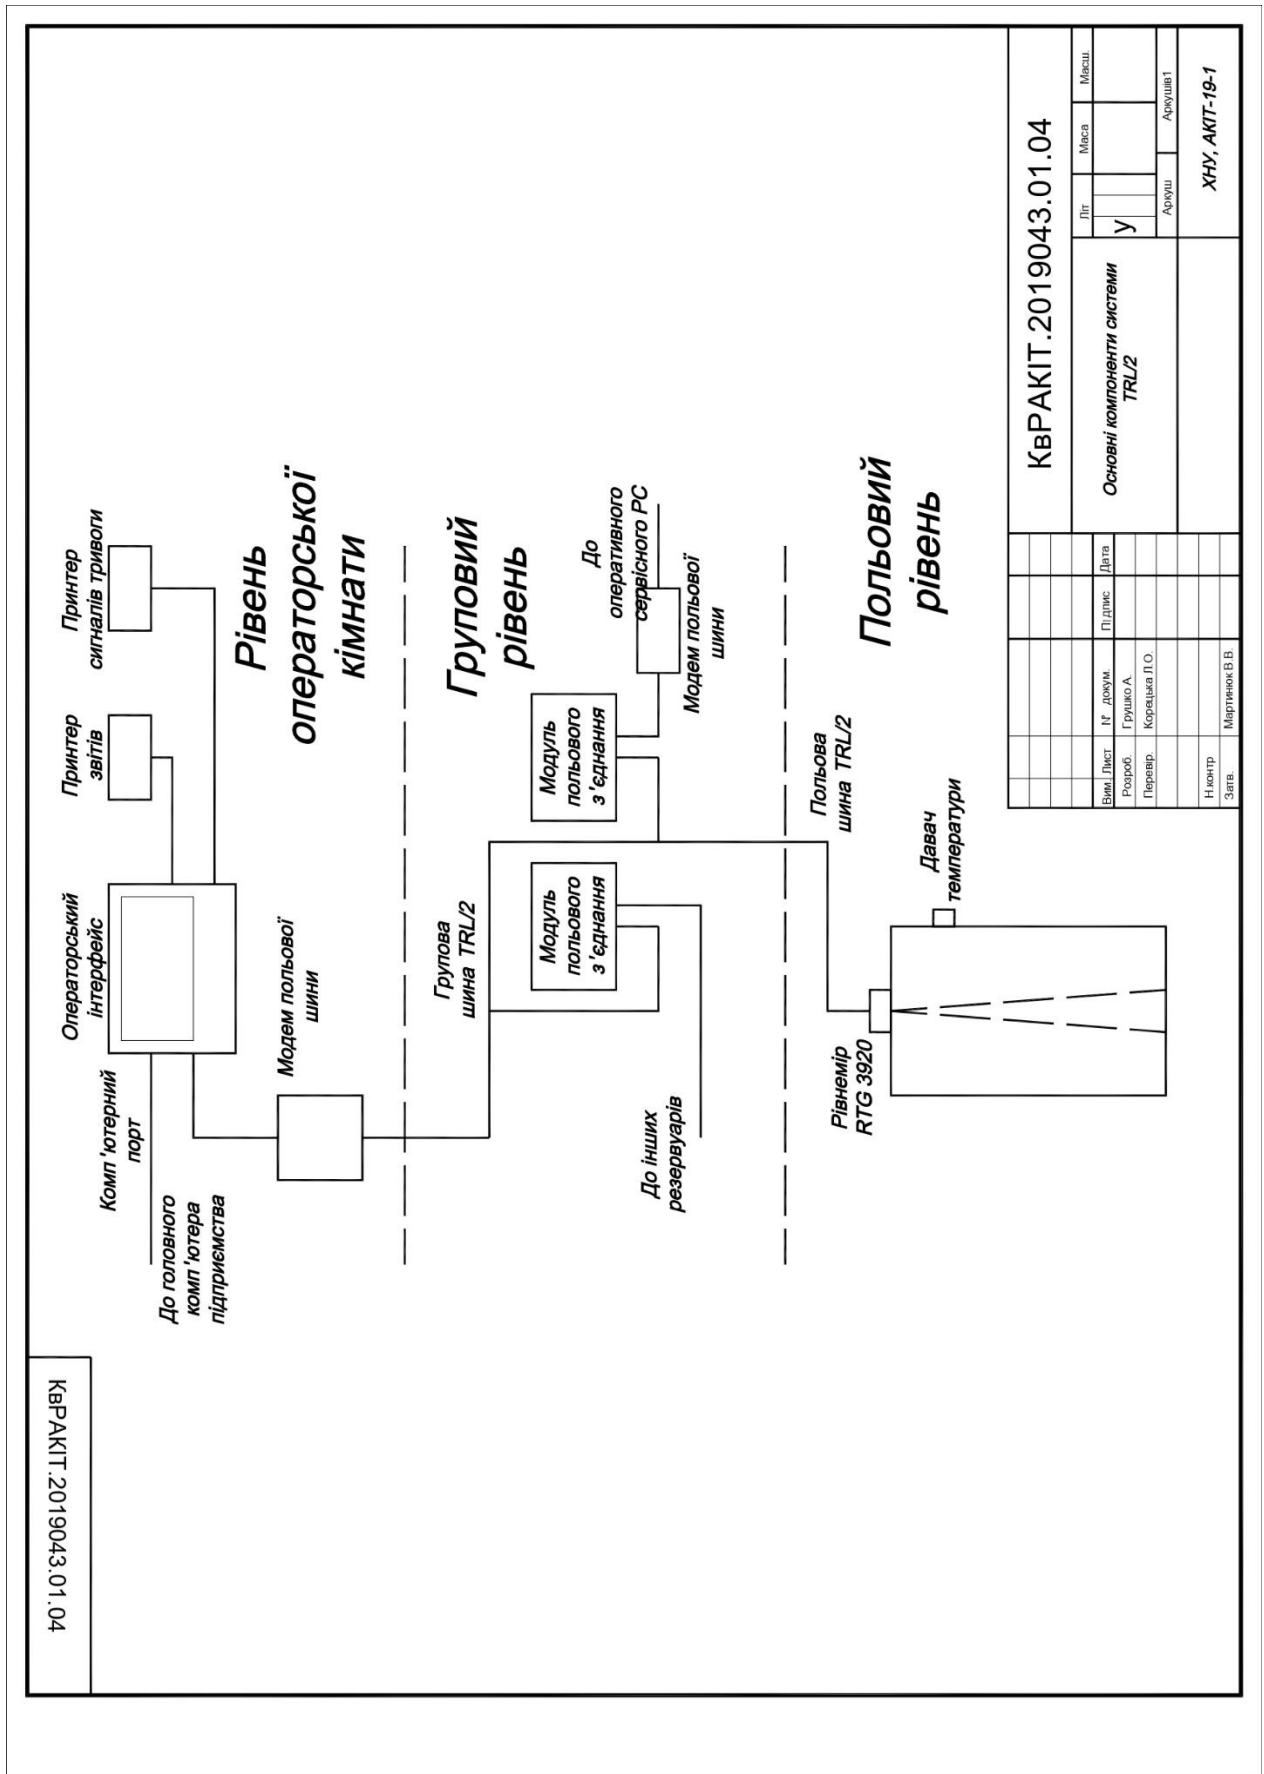 КвРАКІТ.2019043.01.04
Принтер
сигналів тривоги
Принтер
звітів
Операторський
інтерфейс
Комп'ютерний
порт
До головного
комп'ютера
підприємства
Модем польової
шини
Рівень
операторської
кімнати
Групова
шина TRL/2
Груповий
рівень
Модуль
польового
з'єднання
Модуль
польового
з'єднання
До
оперативного
сервісного РС
Модем польової
шини
До інших
резервуарів
Польова
шина TRL/2
Польовий
рівень
Рівнемір
RTG 3920
Давач
температури
КвРАКІТ.2019043.01.04
Вим. Лист № докум. Підпис Дата
Розроб. Грушко А.
Перевір. Корецька Л.О.
Н.контр
Затв. Мартинюк В.В.
Основні компоненти системи
TRL/2
Літ Маса Масш.
У
Аркуш Аркушів1
ХНУ, АКІТ-19-1